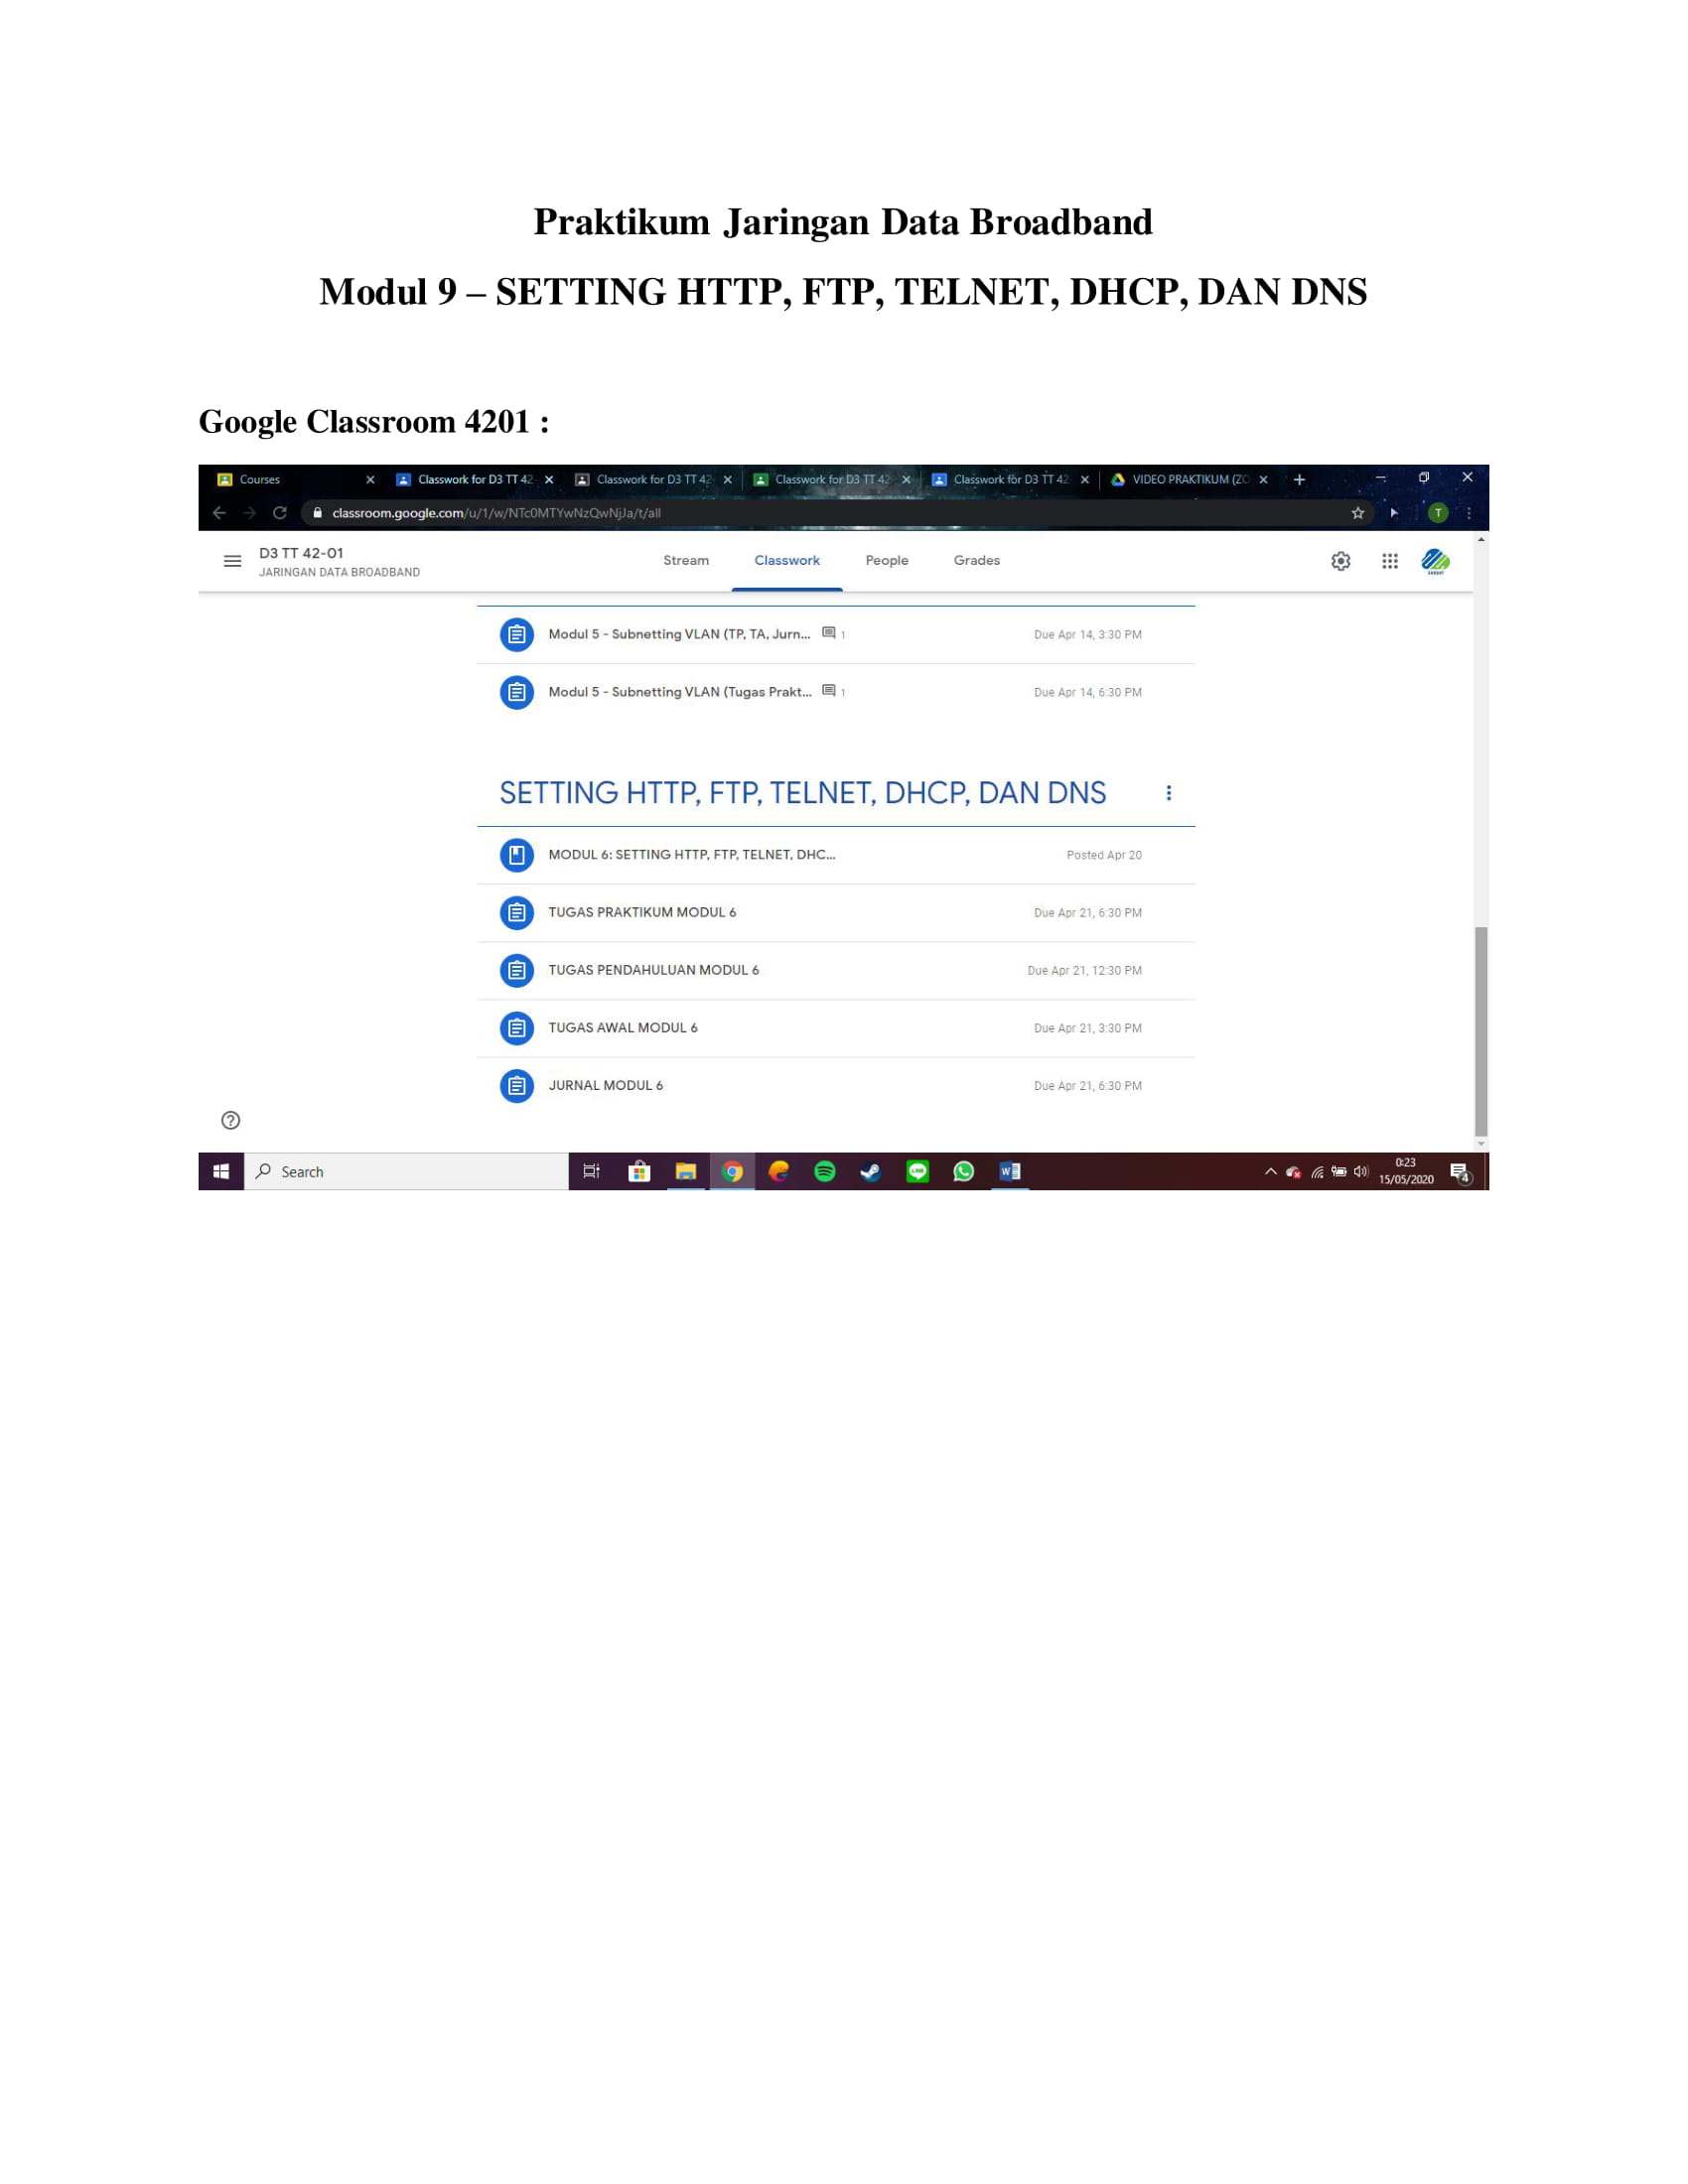 Praktikum Jaringan Data Broadband
Modul 9 – SETTING HTTP, FTP, TELNET, DHCP, DAN DNS
Google Classroom 4201 :
Courses
Classwork for D3 TT 42-
Classwork for D3 TT 42-
Classwork for D3 TT 42-
Classwork for D3 TT 42-
VIDEO PRAKTIKUM (ZO
classroom.google.com/u/1/w/NTc0MTYwNzQwNjJa/t/all
T
D3 TT 42-01
JARINGAN DATA BROADBAND
Stream Classwork People Grades
Modul 5 - Subnetting VLAN (TP, TA, Jurn... 1 Due Apr 14, 3:30 PM
Modul 5 - Subnetting VLAN (Tugas Prakt... 1 Due Apr 14, 6:30 PM
SETTING HTTP, FTP, TELNET, DHCP, DAN DNS
MODUL 6: SETTING HTTP, FTP, TELNET, DHC... Posted Apr 20
TUGAS PRAKTIKUM MODUL 6 Due Apr 21, 6:30 PM
TUGAS PENDAHULUAN MODUL 6 Due Apr 21, 12:30 PM
TUGAS AWAL MODUL 6 Due Apr 21, 3:30 PM
JURNAL MODUL 6 Due Apr 21, 6:30 PM
Search
0:23
15/05/2020
4